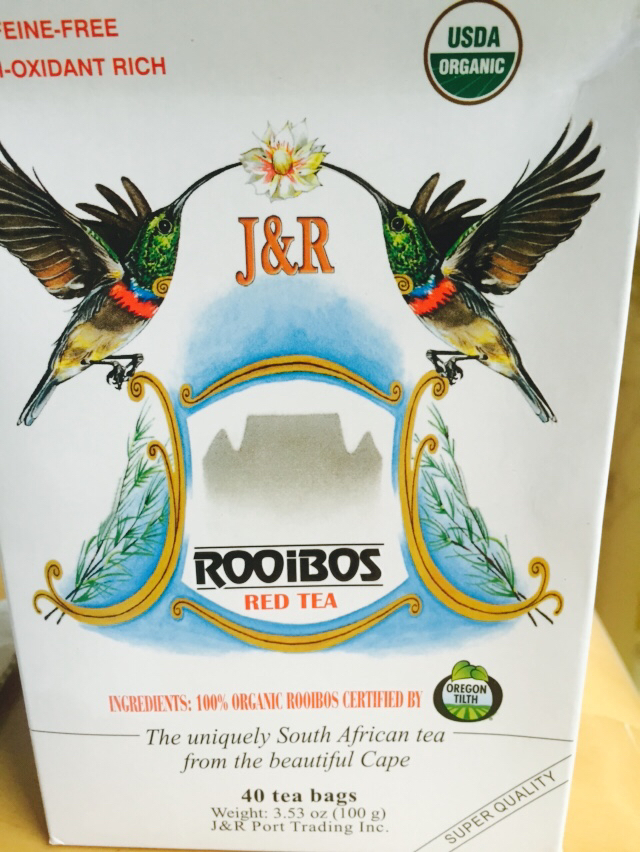 FEINE-FREE
I-OXIDANT RICH
USDA
ORGANIC
J&R
ROOiBOS
RED TEA
INGREDIENTS: 100% ORGANIC ROOIBOS CERTIFIED BY
OREGON
TILTH
The uniquely South African tea
from the beautiful Cape
40 tea bags
Weight: 3.53 oz (100 g)
J&R Port Trading Inc.
SUPER QUALITY